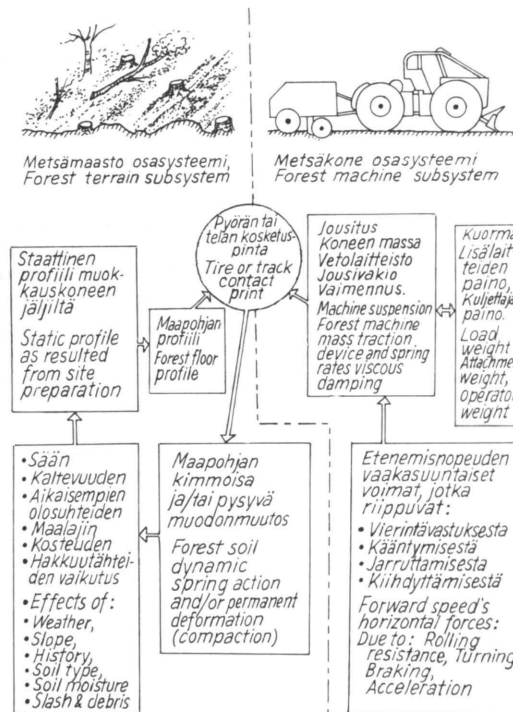 Metsämaasto osasysteemi,
Forest terrain subsystem
Metsäkone osasysteemi
Forest machine subsystem
Pyörän tai
telan kosketus-
pinta
Tire or track
contact
print
Staattinen
profiili muok-
kauskoneen
jäljiltä
Static profile
as resulted
from site
preparation
Maapohjan
profiili
Forest floor
profile
Jousitus
Koneen massa
Vetolaitteisto
Jousivakio
Vaimennus.
Machine suspension
Forest machine
mass traction
device and spring
rates viscous
damping
Kuorma
Lisälait
teiden
paino,
Kuljettaja
paino.
Load
weight
Attachme
weight,
operato
weight
• Sään
• Kaltevuuden
• Aikaisempien
olosuhteiden
• Maalajin
• Kosteuden
• Hakkuutähtei-
den vaikutus
• Effects of:
• Weather,
• Slope,
• History,
• Soil type,
• Soil moisture
• Slash & debris
Maapohjan
kimmoisa
ja/tai pysyvä
muodonmuutos
Forest soil
dynamic
spring action
and/or permanent
deformation
(compaction)
Etenemisnopeuden
vaakasuuntaiset
voimat, jotka
riippuvat:
• Vierintävastuksesta
• Kääntymisestä
• Jarruttamisesta
• Kiihdyttämisestä
Forward speed's
horizontal forces:
Due to: Rolling
resistance, Turning
Braking,
Acceleration